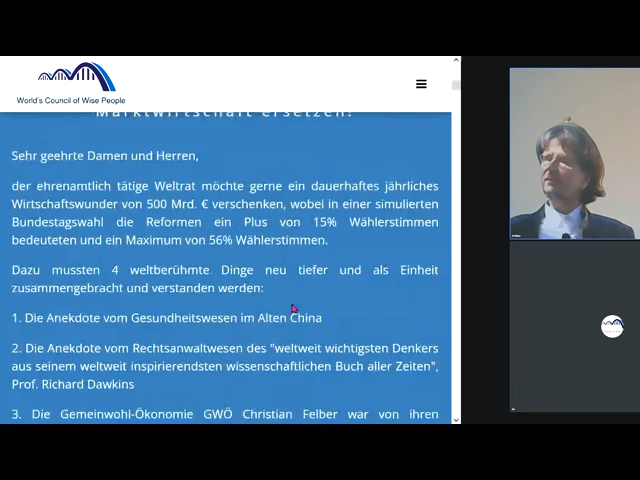 World's Council of Wise People
Marktwirtschaft ersetzen!
Sehr geehrte Damen und Herren,
der ehrenamtlich tätige Weltrat möchte gerne ein dauerhaftes jährliches
Wirtschaftswunder von 500 Mrd. € verschenken, wobei in einer simulierten
Bundestagswahl die Reformen ein Plus von 15% Wählerstimmen
bedeuteten und ein Maximum von 56% Wählerstimmen.
Dazu mussten 4 weltberühmte Dinge neu tiefer und als Einheit
zusammengebracht und verstanden werden:
1. Die Anekdote vom Gesundheitswesen im Alten China
2. Die Anekdote vom Rechtsanwaltwesen des "weltweit wichtigsten Denkers
aus seinem weltweit inspirierendsten wissenschaftlichen Buch aller Zeiten",
Prof. Richard Dawkins
3. Die Gemeinwohl-Ökonomie GWÖ Christian Felber war von ihren